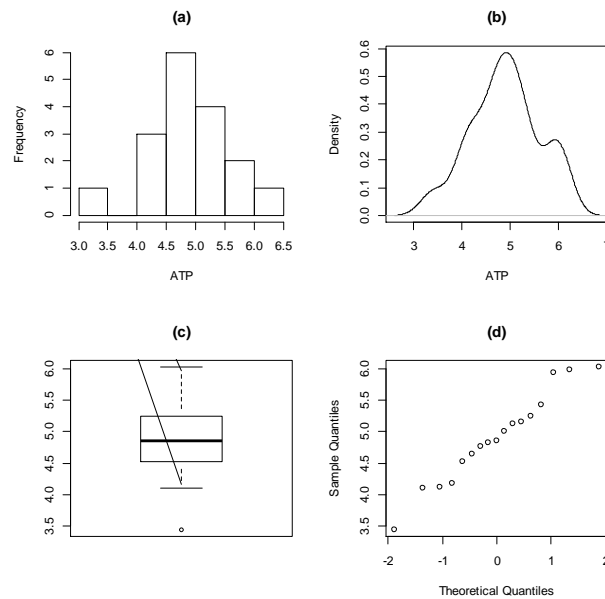 (a)
Frequency
0 1 2 3 4 5 6
3.0 4.0 4.5 5.0 5.5 6.0 6.5
ATP
(b)
Density
0.0 0.1 0.2 0.3 0.4 0.5 0.6
3 4 5 6 7
ATP
(c)
3.5 4.0 4.5 5.0 5.5 6.0
(d)
Sample Quantiles
3.5 4.0 4.5 5.0 5.5 6.0
-2 -1 0 1 2
Theoretical Quantiles